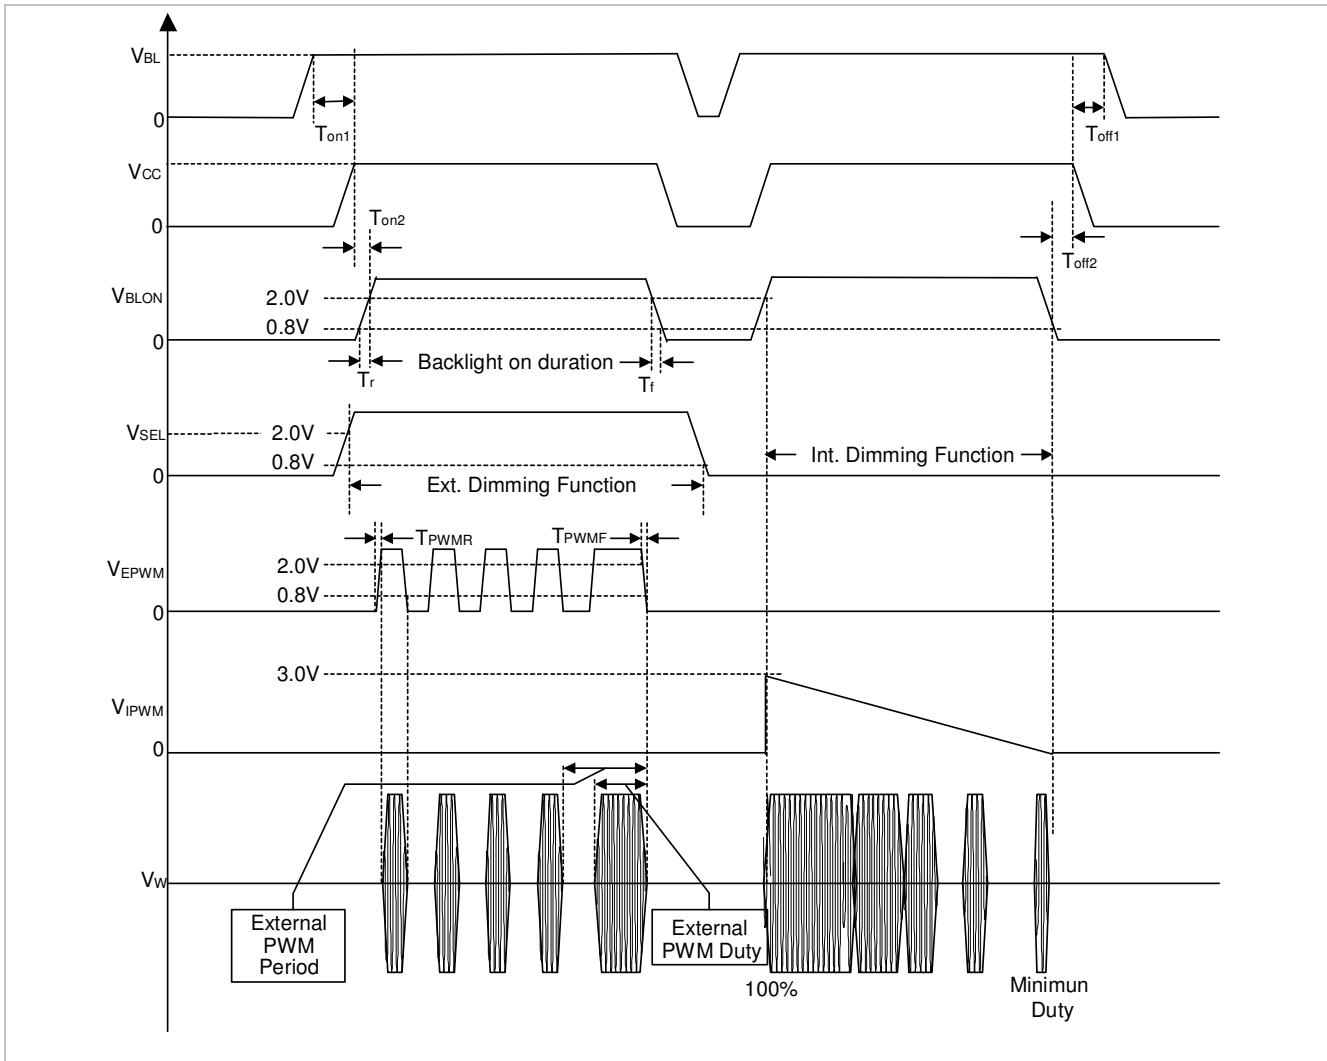 VBL
0
Ton1
Toff1
VCC
Ton2
0
Toff2
VBLON
2.0V
0.8V
0
Backlight on duration
Tr
Tf
VSEL
2.0V
0.8V
0
Int. Dimming Function
Ext. Dimming Function
TPWMR
TPWMF
VEPWM
2.0V
0.8V
0
3.0V
VIPWM
0
VW
External
PWM
Period
External
PWM Duty
100%
Minimun
Duty